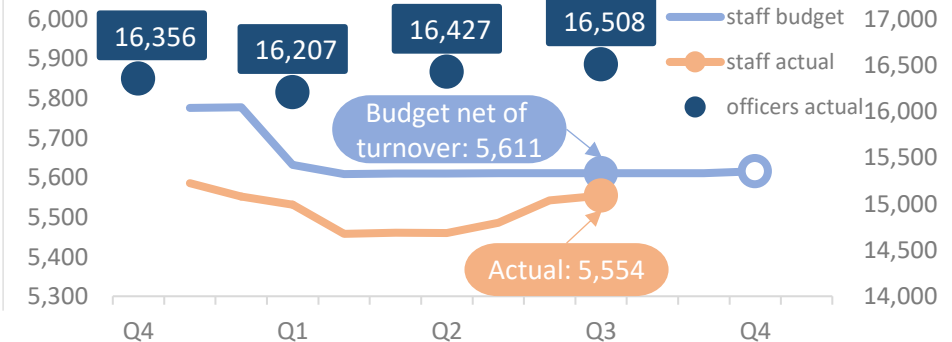 6,000
5,900
5,800
5,700
5,600
5,500
5,400
5,300
16,356
16,207
16,427
16,508
staff budget
staff actual
officers actual
Budget net of
turnover: 5,611
Actual: 5,554
17,000
16,500
16,000
15,500
15,000
14,500
14,000
Q4
Q1
Q2
Q3
Q4